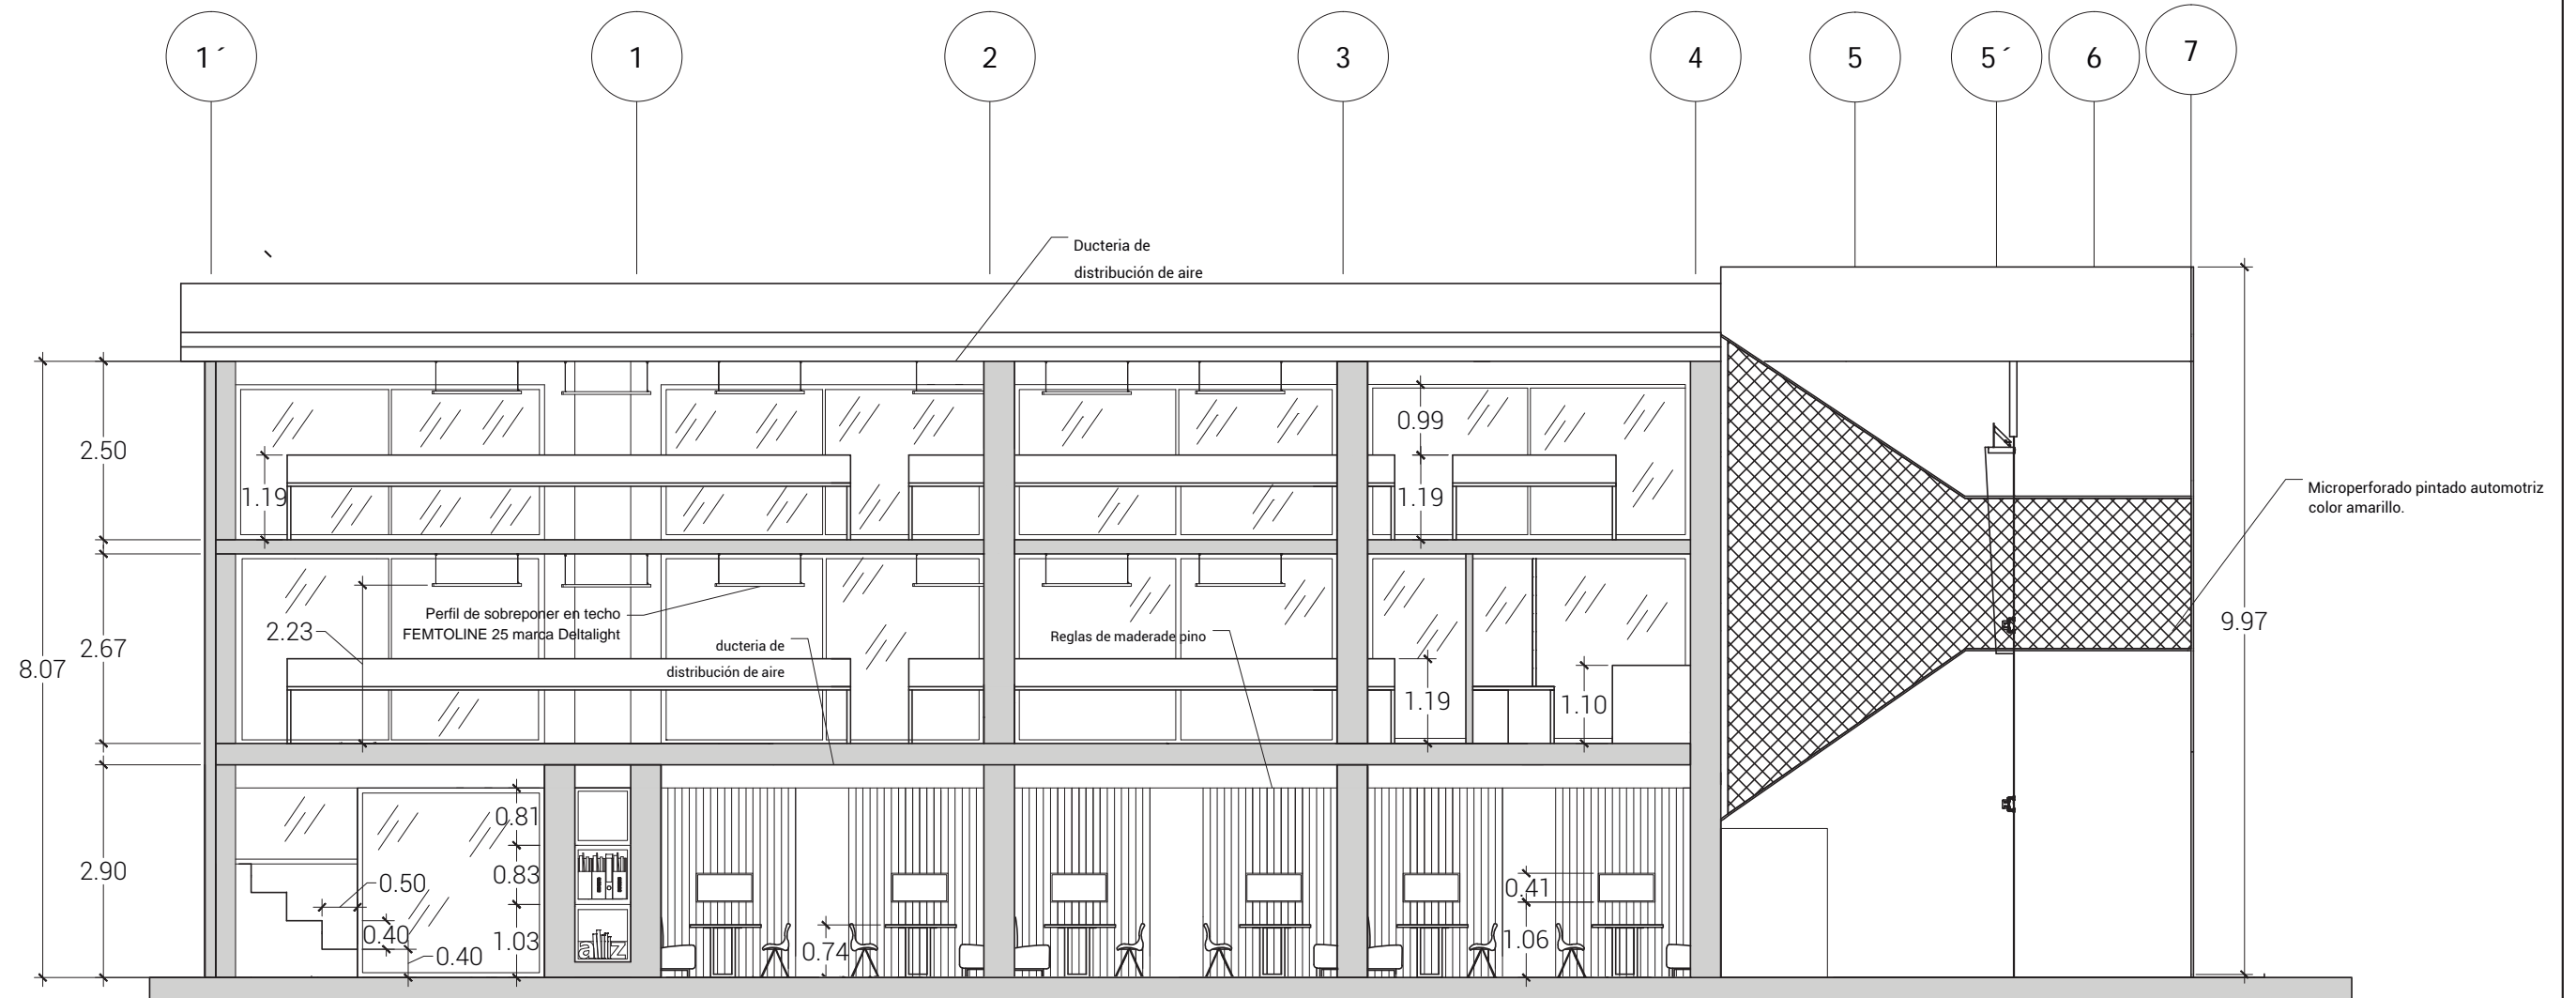 1´
1
2
3
4
5
5´
6
7
Ducteria de
distribución de aire
0.99
2.50
1.19
1.19
Microperforado pintado automotriz
color amarillo.
Perfil de sobreponer en techo
FEMTOLINE 25 marca Deltalight
2.23
ducteria de
distribución de aire
Reglas de maderade pino
9.97
2.67
8.07
1.19
1.10
0.81
0.83
2.90
0.50
0.41
0.40
1.03
0.40
a
z
0.74
1.06